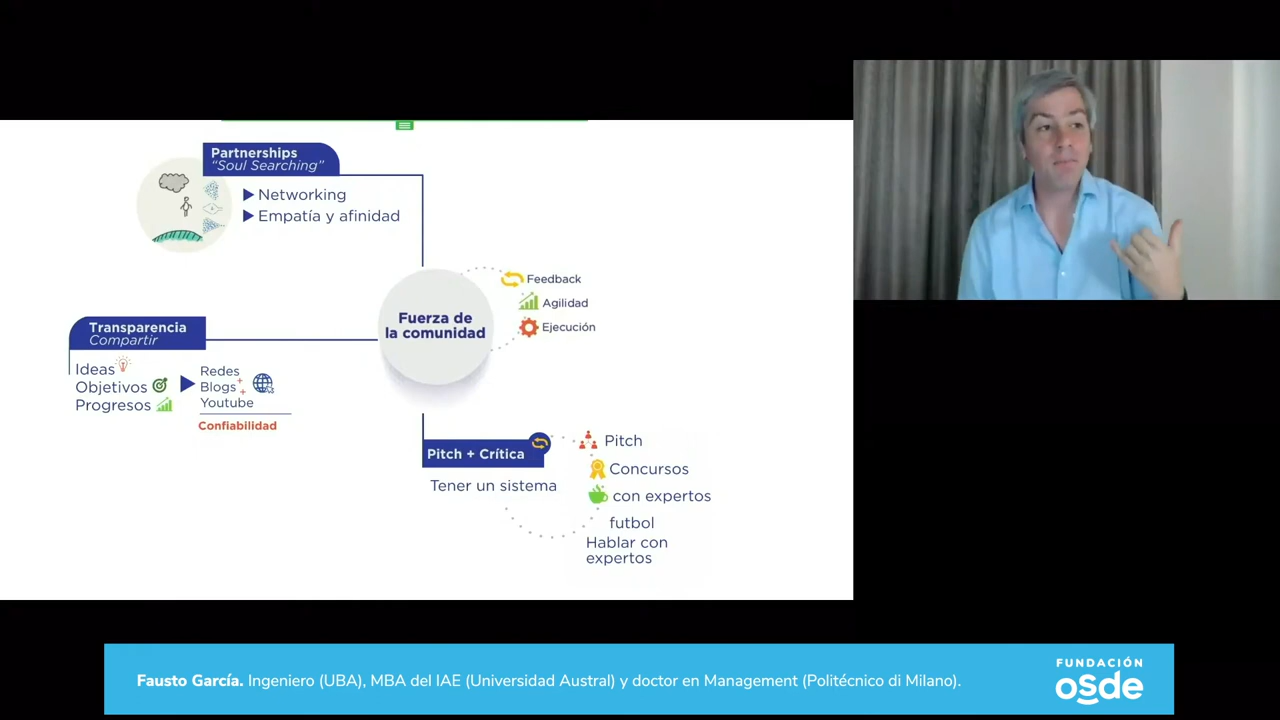 Partnerships
“Soul Searching”
Networking
Empatía y afinidad
Fuerza de
la comunidad
Feedback
Agilidad
Ejecución
Transparencia
Compartir
Ideas
Objetivos
Progresos
Redes
Blogs
Youtube
Confiabilidad
Pitch + Crítica
Tener un sistema
Pitch
Concursos
con expertos
futbol
Hablar con
expertos
Fausto García. Ingeniero (UBA), MBA del IAE (Universidad Austral) y doctor en Management (Politécnico di Milano).
FUNDACIÓN
osde